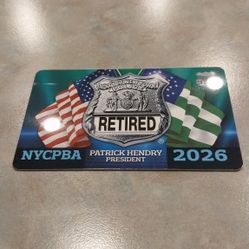 RETIRED
NYCPBA
PATRICK HENDRY
PRESIDENT
2026